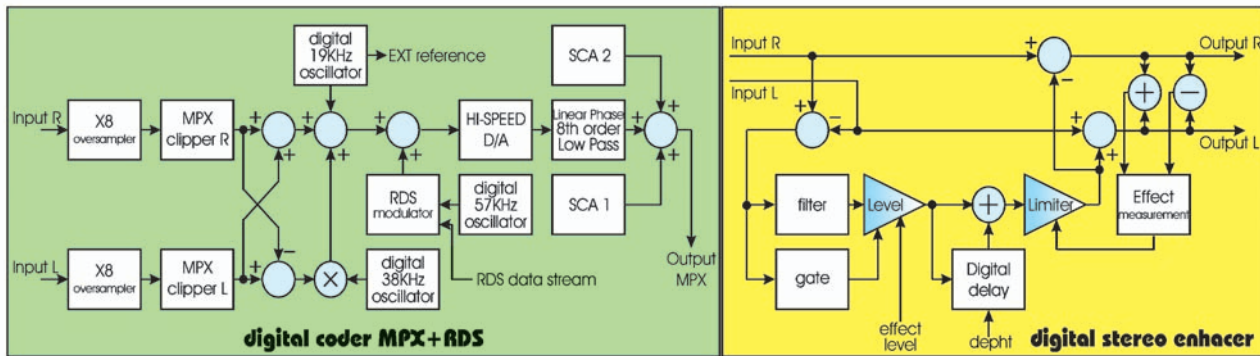 Input R
X8
oversampler
MPX
clipper R
digital
19KHz
oscillator
EXT reference
HI-SPEED
D/A
SCA 2
Linear Phase
8th order
Low Pass
RDS
modulator
digital
57KHz
oscillator
SCA 1
Input L
X8
oversampler
MPX
clipper L
digital
38KHz
oscillator
RDS data stream
Output
MPX
digital coder MPX+RDS
Input R
Input L
Output R
Output L
filter
Level
Limiter
Effect
measurement
gate
Digital
delay
effect
level
depht
digital stereo enhacer